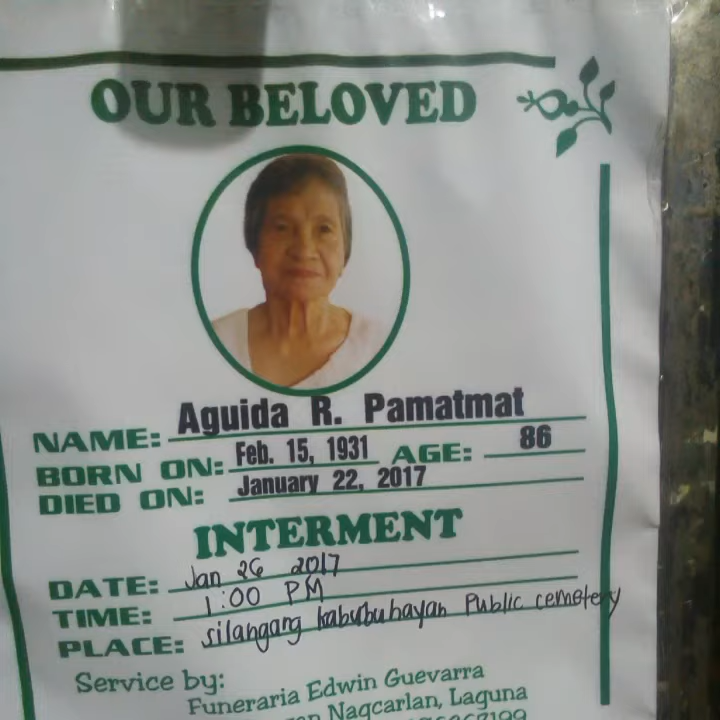 OUR BELOVED
NAME: Aguida R. Pamatmat
BORN ON: Feb. 15, 1931 AGE: 86
DIED ON: January 22, 2017
INTERMENT
DATE: Jan 26 2017
TIME: 1:00 PM
PLACE: silangang kabubuhayan Public cemetery
Service by:
Funeraria Edwin Guevarra
Nagcarlan, Laguna